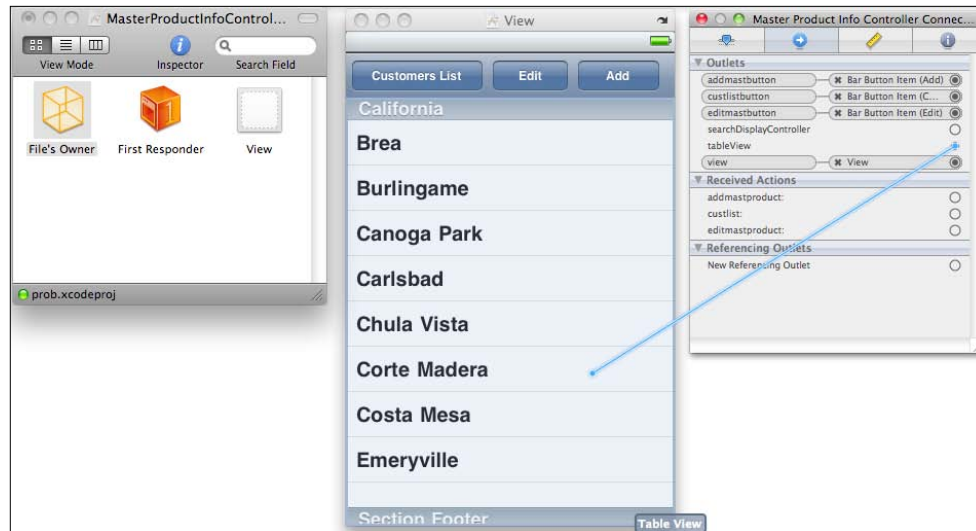 MasterProductInfoControl...
View Mode
Inspector
Search Field
File's Owner
First Responder
View
prob.xcodeproj
View
Customers List
Edit
Add
California
Brea
Burlingame
Canoga Park
Carlsbad
Chula Vista
Corte Madera
Costa Mesa
Emeryville
Section Footer
Table View
Master Product Info Controller Connec...
Outlets
addmastbutton Bar Button Item (Add)
custlistbutton Bar Button Item (C...
editmastbutton Bar Button Item (Edit)
searchDisplayController
tableView
view View
Received Actions
addmastproduct:
custlist:
editmastproduct:
Referencing Outlets
New Referencing Outlet